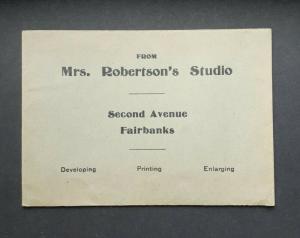 FROM
Mrs. Robertson's Studio
Second Avenue
Fairbanks
Developing Printing Enlarging